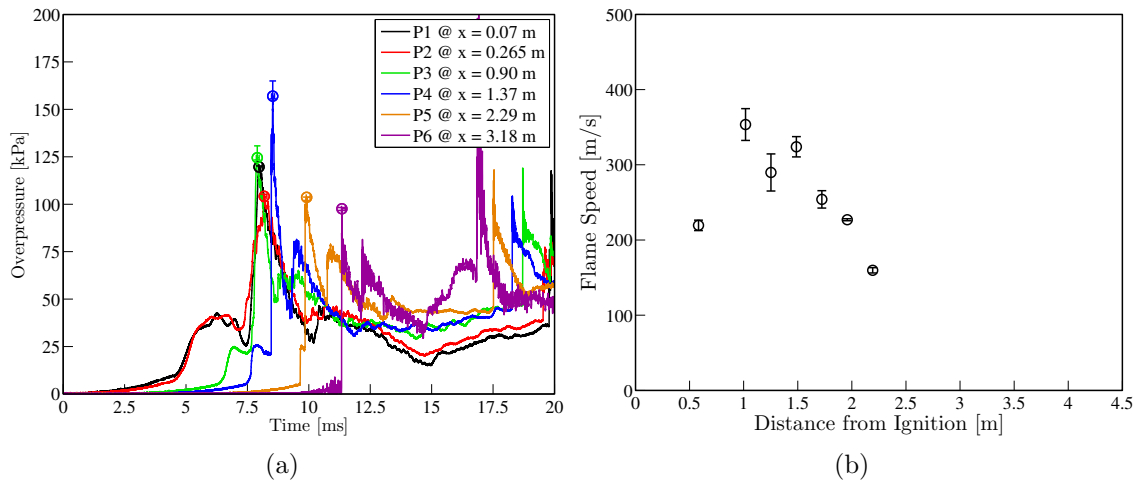 200
175
150
125
100
75
50
25
0
Overpressure [kPa]
P1 @ x = 0.07 m
P2 @ x = 0.265 m
P3 @ x = 0.90 m
P4 @ x = 1.37 m
P5 @ x = 2.29 m
P6 @ x = 3.18 m
0 2.5 5 7.5 10 12.5 15 17.5 20
Time [ms]
(a)
500
400
300
200
100
0
Flame Speed [m/s]
0 0.5 1 1.5 2 2.5 3 3.5 4 4.5
Distance from Ignition [m]
(b)